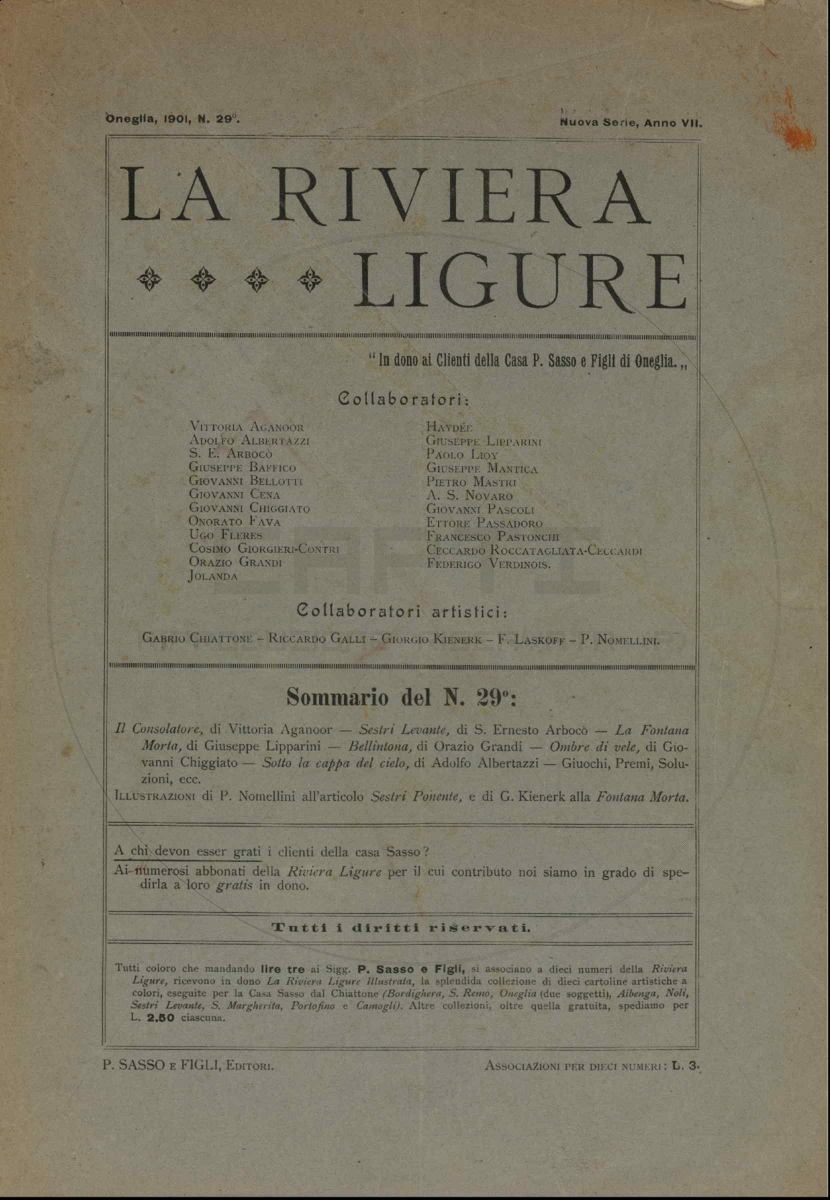 Oneglia, 1901, N. 29º.
Nuova Serie, Anno VII.
LA RIVIERA
LIGURE
“ In dono ai Clienti della Casa P. Sasso e Figli di Oneglia. „
Collaboratori:
Vittoria Aganoor
Adolfo Albertazzi
S. E. Arbocò
Giuseppe Baffico
Giovanni Bellotti
Giovanni Cena
Giovanni Chiggiato
Onorato Fava
Ugo Fleres
Cosimo Giorgieri-Contri
Orazio Grandi
Jolanda
Haydée
Giuseppe Lipparini
Paolo Lioy
Giuseppe Mantica
Pietro Mastri
A. S. Novaro
Giovanni Pascoli
Ettore Passadoro
Francesco Pastonchi
Ceccardo Roccatagliata-Ceccardi
Federigo Verdinois.
Collaboratori artistici:
Gabrio Chiattone – Riccardo Galli – Giorgio Kienerk – F. Laskoff – P. Nomellini.
Sommario del N. 29º:
Il Consolatore, di Vittoria Aganoor — Sestri Levante, di S. Ernesto Arbocò — La Fontana
Morta, di Giuseppe Lipparini — Bellintona, di Orazio Grandi — Ombre di vele, di Gio-
vanni Chiggiato — Sotto la cappa del cielo, di Adolfo Albertazzi — Giuochi, Premi, Solu-
zioni, ecc.
Illustrazioni di P. Nomellini all'articolo Sestri Ponente, e di G. Kienerk alla Fontana Morta.
A chi devon esser grati i clienti della casa Sasso ?
Ai numerosi abbonati della Riviera Ligure per il cui contributo noi siamo in grado di spe-
dirla a loro gratis in dono.
Tutti i diritti riservati.
Tutti coloro che mandando lire tre ai Sigg. P. Sasso e Figli, si associano a dieci numeri della Riviera
Ligure, ricevono in dono La Riviera Ligure Illustrata, la splendida collezione di dieci cartoline artistiche a
colori, eseguite per la Casa Sasso dal Chiattone (Bordighera, S. Remo, Oneglia (due soggetti), Albenga, Noli,
Sestri Levante, S. Margherita, Portofino e Camogli). Altre collezioni, oltre quella gratuita, spediamo per
L. 2.50 ciascuna.
P. SASSO e FIGLI, Editori.
Associazioni per dieci numeri: L. 3.